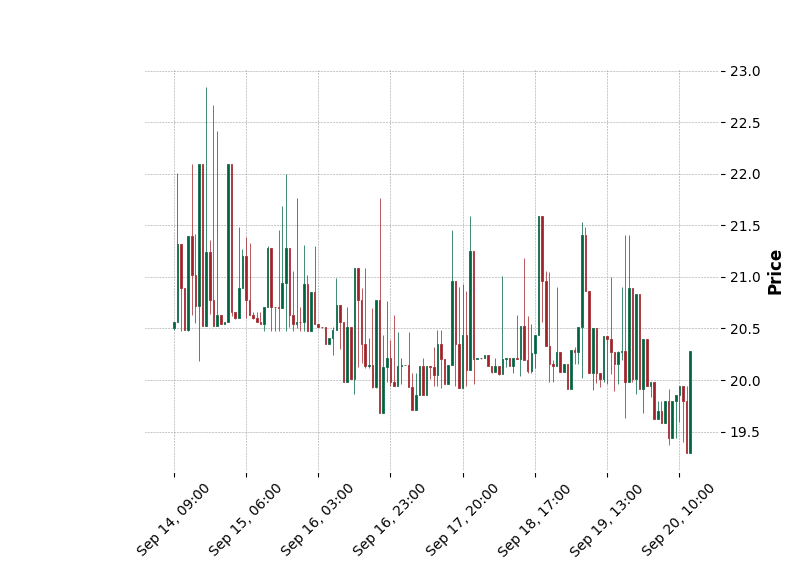 23.0
22.5
22.0
21.5
21.0
20.5
20.0
19.5
Price
Sep 14, 09:00
Sep 15, 06:00
Sep 16, 03:00
Sep 16, 23:00
Sep 17, 20:00
Sep 18, 17:00
Sep 19, 13:00
Sep 20, 10:00